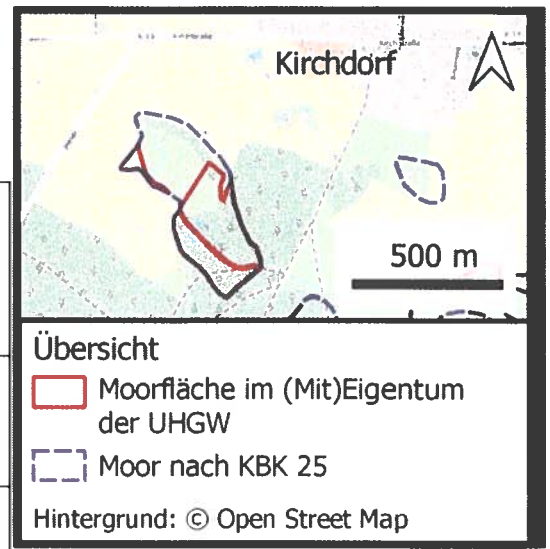 Kirchdorf
500 m
Übersicht
Moorfläche im (Mit)Eigentum
der UHGW
Moor nach KBK 25
Hintergrund: © Open Street Map